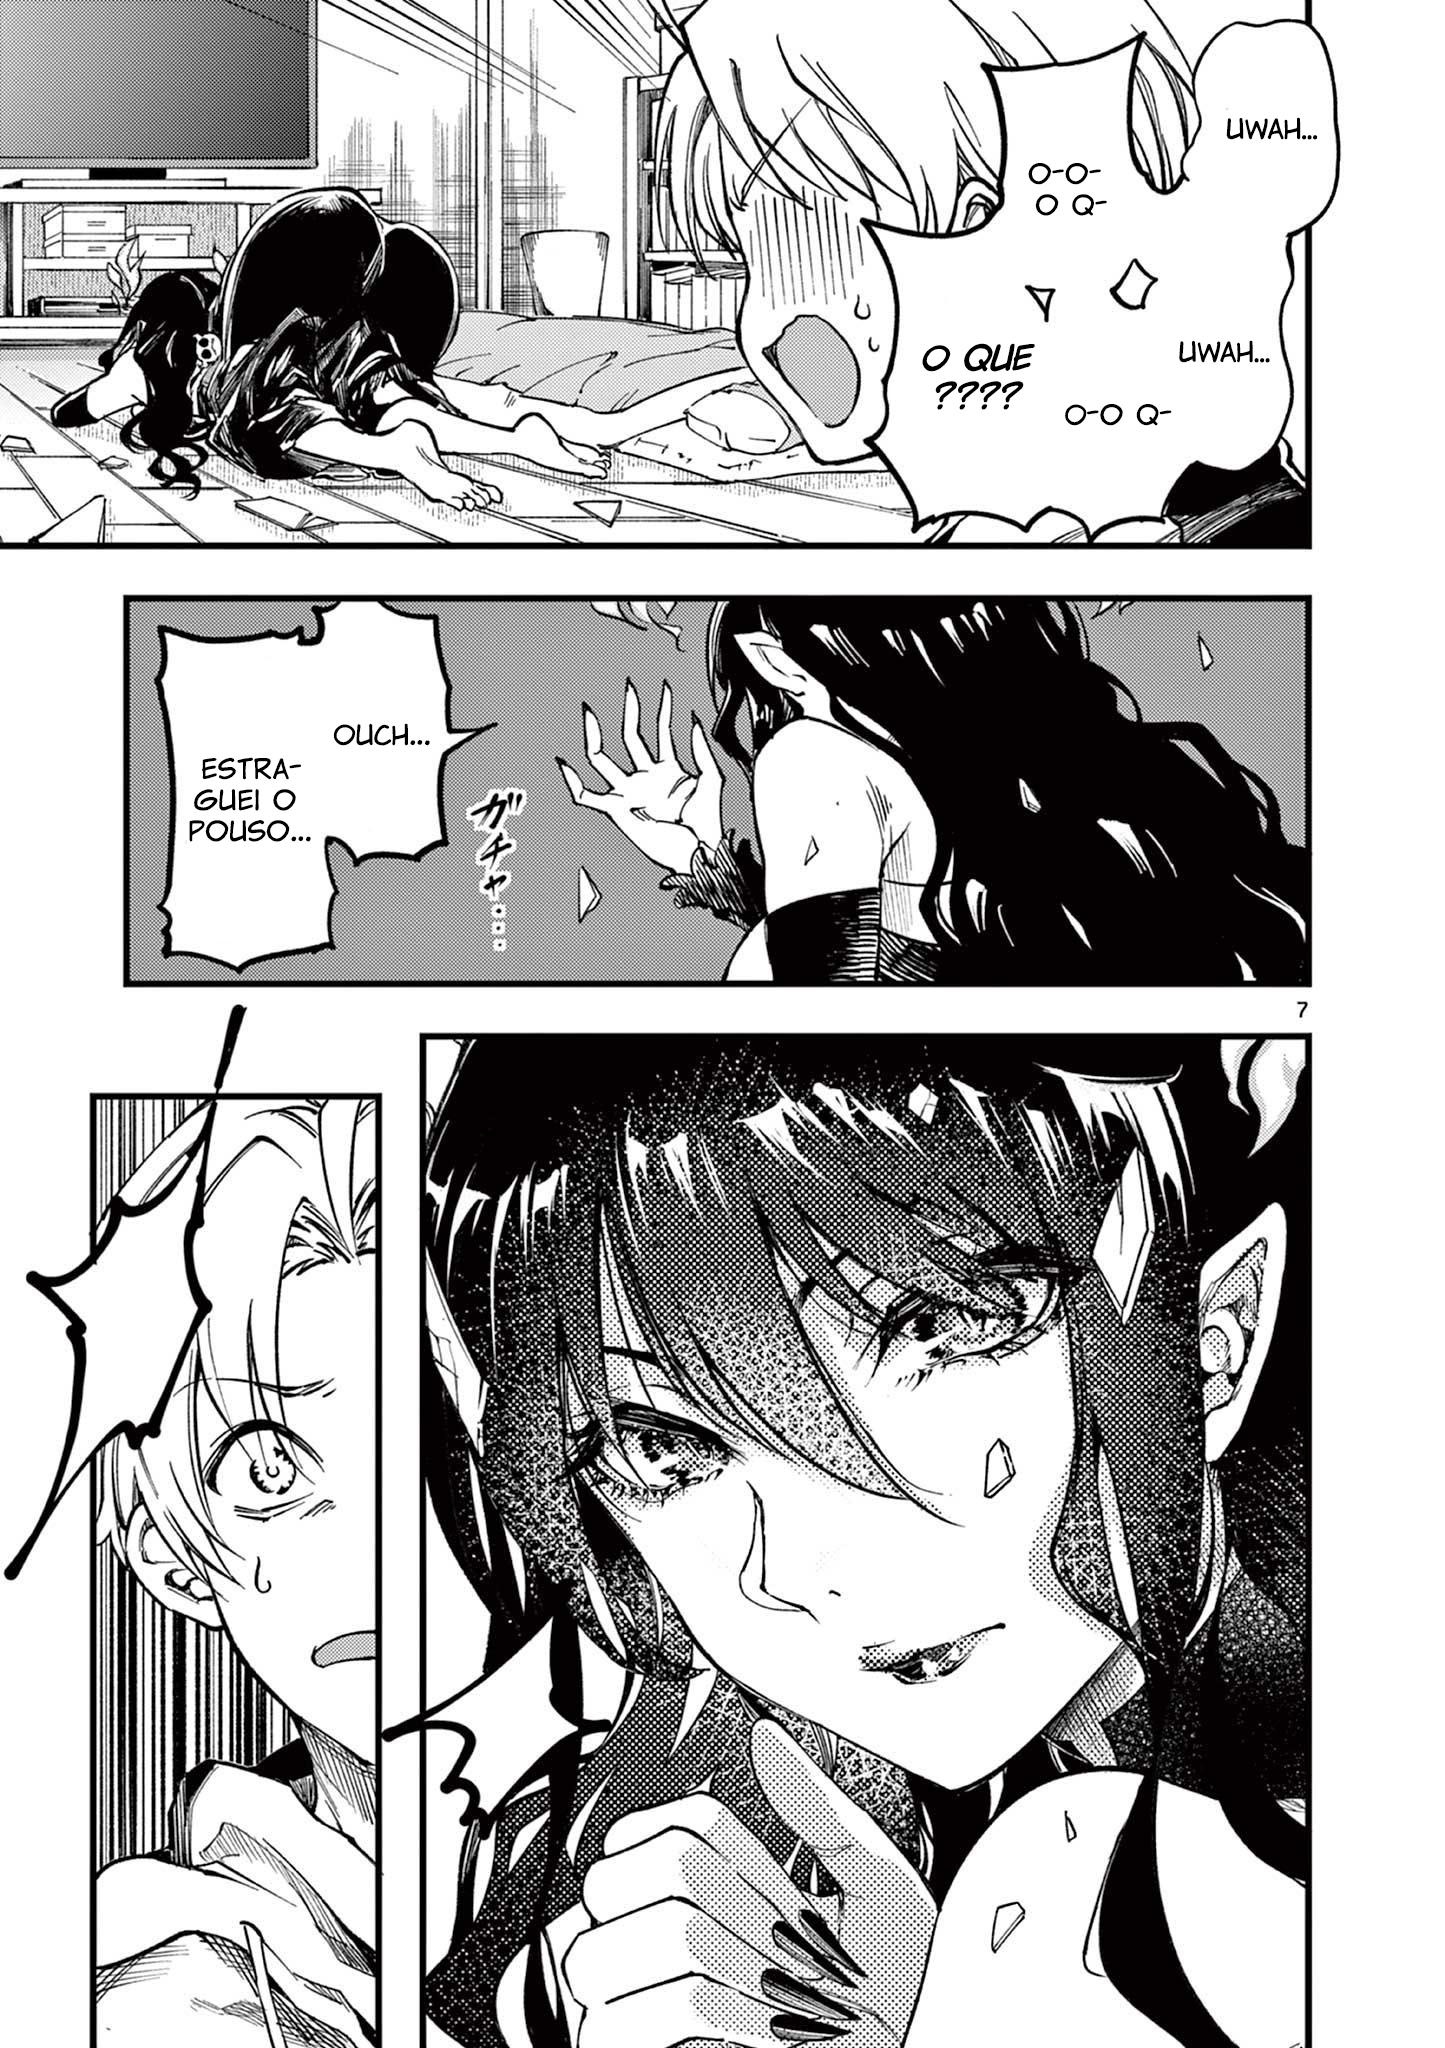 UWAH...
O-O-
O Q-
UWAH...
O-O Q-
O QUE
????
OUCH...
ESTRA-
GUEI O
POUSO...
ガチャ...
7